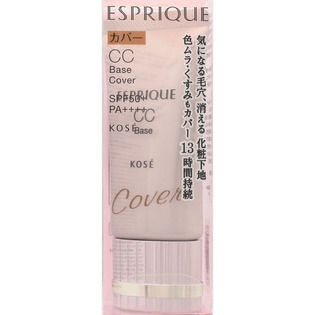 ESPRIQUE
カバー
CC
Base
Cover
SPF50+
PA++++
KOSÉ
気になる毛穴、消える 化粧下地
色ムラ・くすみもカバー 13時間持続
ESPRIQUE
CC
Base
KOSÉ
Cover